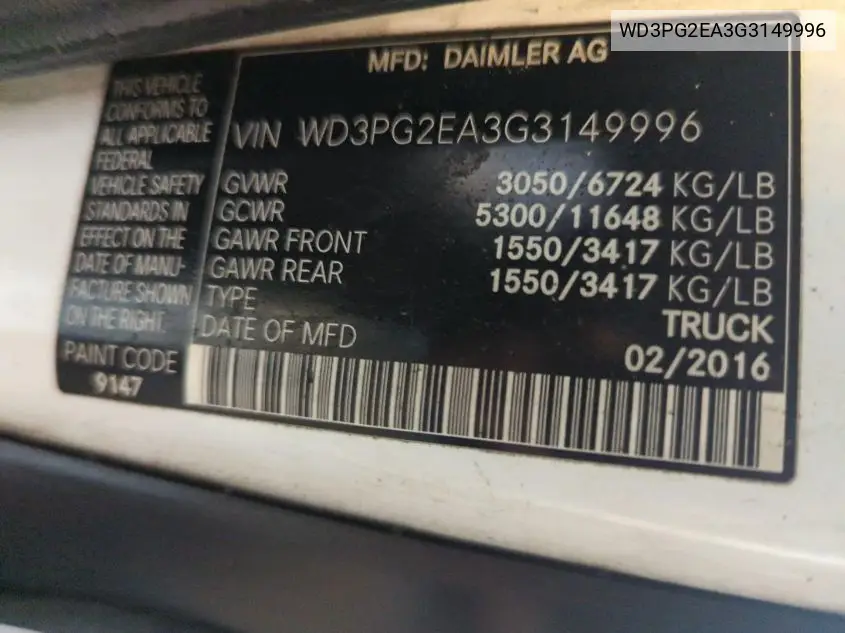 WD3PG2EA3G3149996
MFD: DAIMLER AG
THIS VEHICLE
CONFORMS TO
ALL APPLICABLE
FEDERAL
VEHICLE SAFETY
STANDARDS IN
EFFECT ON THE
DATE OF MANU-
FACTURE SHOWN
ON THE RIGHT.
PAINT CODE
9147
VIN WD3PG2EA3G3149996
GVWR 3050/6724 KG/LB
GCWR 5300/11648 KG/LB
GAWR FRONT 1550/3417 KG/LB
GAWR REAR 1550/3417 KG/LB
TYPE TRUCK
DATE OF MFD 02/2016